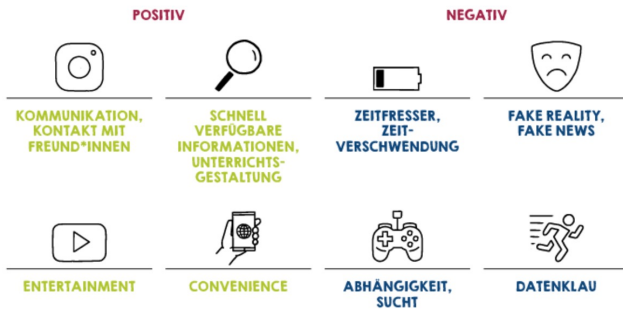 POSITIV
NEGATIV
KOMMUNIKATION,
KONTAKT MIT
FREUND*INNEN
SCHNELL
VERFÜGBARE
INFORMATIONEN,
UNTERRICHTS-
GESTALTUNG
ZEITFRESSER,
ZEIT-
VERSCHWENDUNG
FAKE REALITY,
FAKE NEWS
ENTERTAINMENT
CONVENIENCE
ABHÄNGIGKEIT,
SUCHT
DATENKLAU